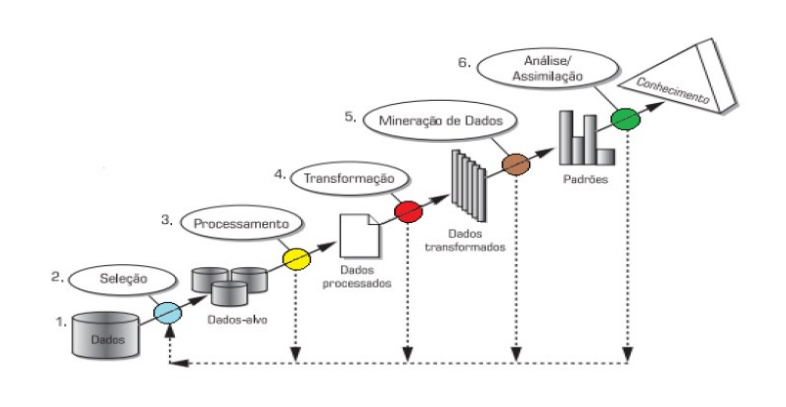 6.
Análise/
Assimilação
Conhecimento
5.
Mineração de Dados
Padrões
4.
Transformação
Dados
transformados
3.
Processamento
Dados
processados
2.
Seleção
Dados-alvo
1.
Dados